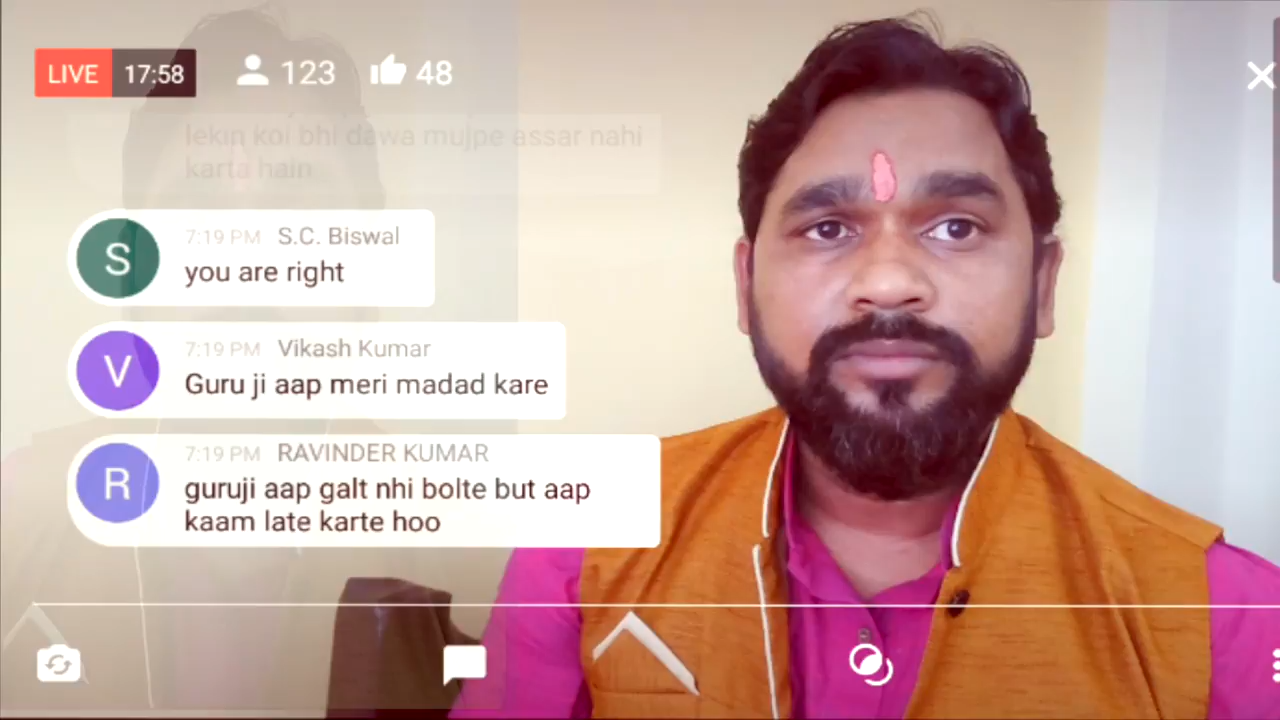 LIVE 17:58 123 48
lekin koi bhi dawa mujpe assar nahi
karta hain
S 7:19 PM S.C. Biswal
you are right
V 7:19 PM Vikash Kumar
Guru ji aap meri madad kare
R 7:19 PM RAVINDER KUMAR
guruji aap galt nhi bolte but aap
kaam late karte hoo